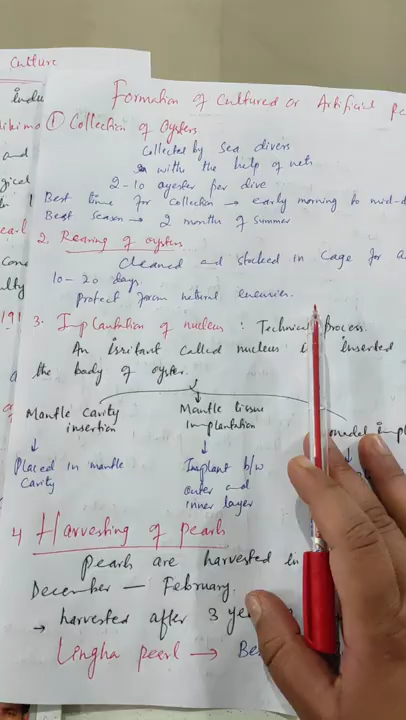 Culture
indu
Formation of Cultured or Artificial
① Collection of Oysters
Collected by Sea divers
with the help of nets
2-10 oyester per dive
Best time for collection → early morning to mid-d
Best season → 2 months of summer
2. Rearing of oysters
Cleaned and stocked in cage for a
10-20 days.
Protect from natural enemies.
3. Implantation of nucleus : Technical process.
An irritant called nucleus is inserted
the body of oyster.
Mantle cavity insertion
Mantle tissue Implantation
↓ Placed in mantle cavity
↓ Implant b/w outer and inner layer
4 Harvesting of pearls
pearls are harvested in
December — February.
→ harvested after 3 ye
Lingha pearl → Be